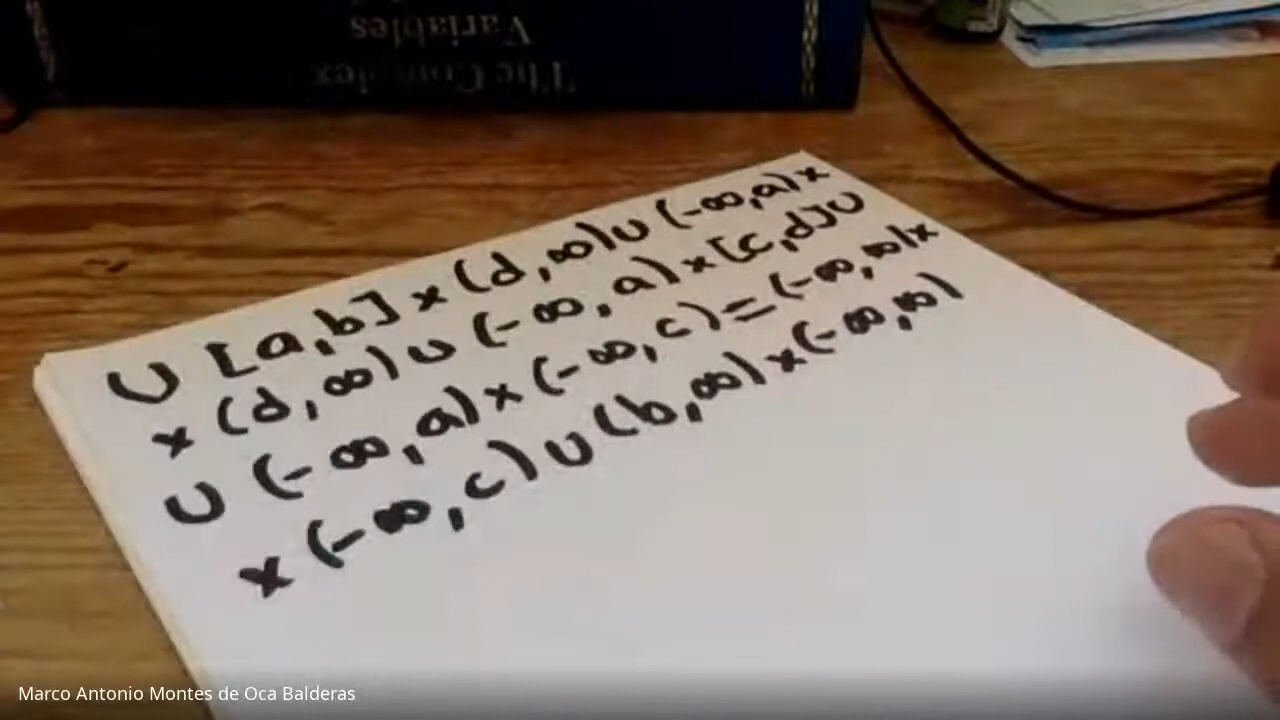 The Complex
Variables
∪ [a,b] × (d,∞) ∪ (-∞,a) ×
× (d,∞) ∪ (-∞,a) × [c,d] ∪
∪ (-∞,a) × (-∞,c) = (-∞,∞) ×
× (-∞,c) ∪ (b,∞) × (-∞,∞)
Marco Antonio Montes de Oca Balderas